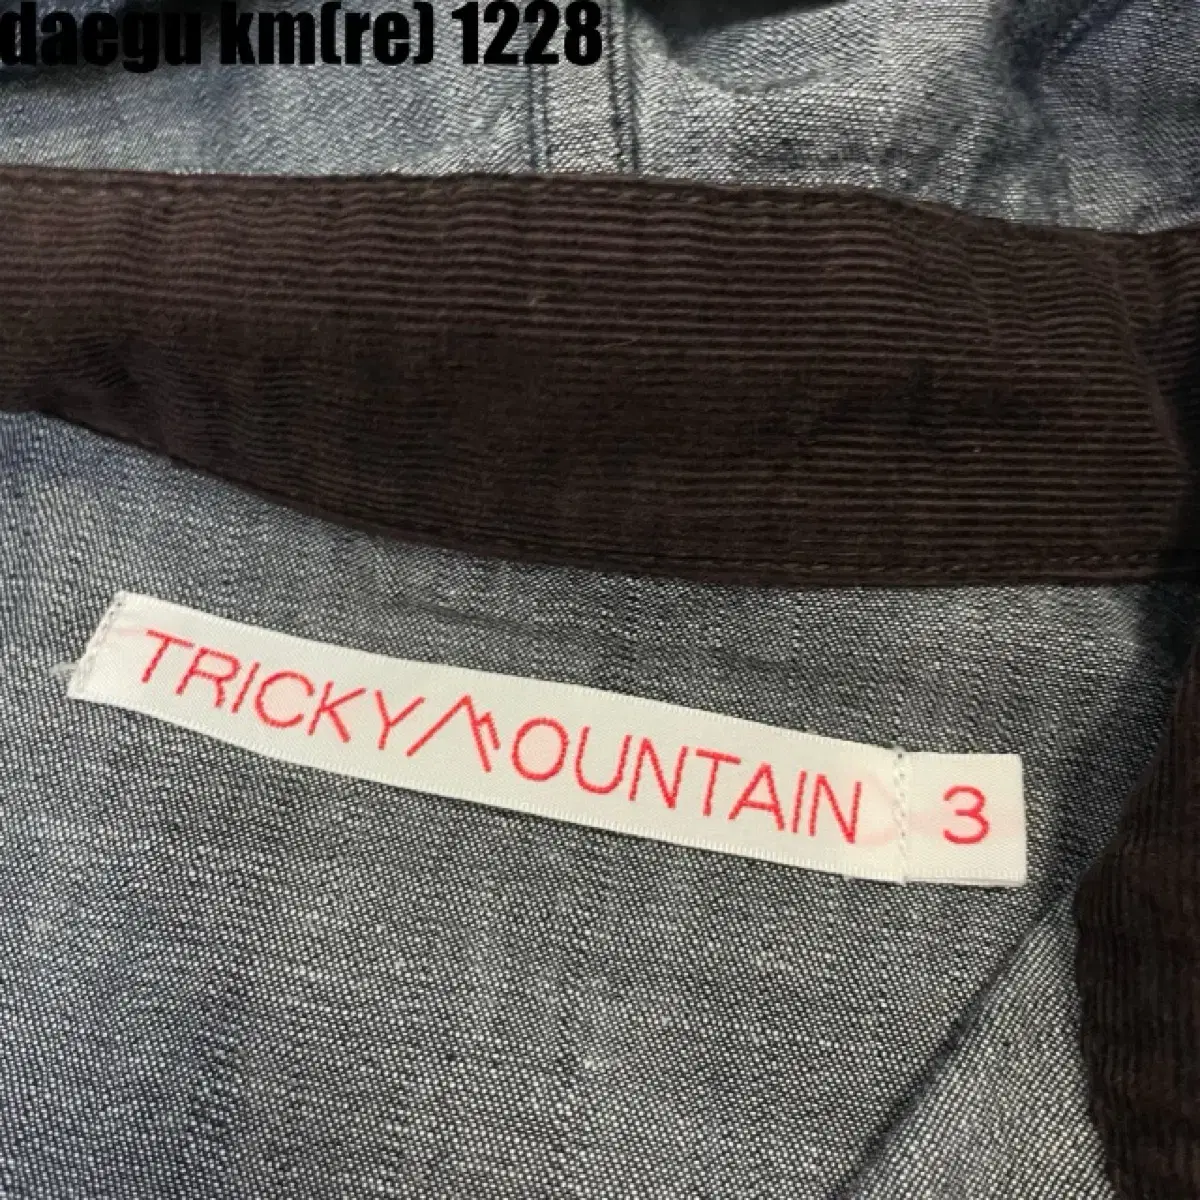 daegu km(re) 1228
TRICKY MOUNTAIN 3